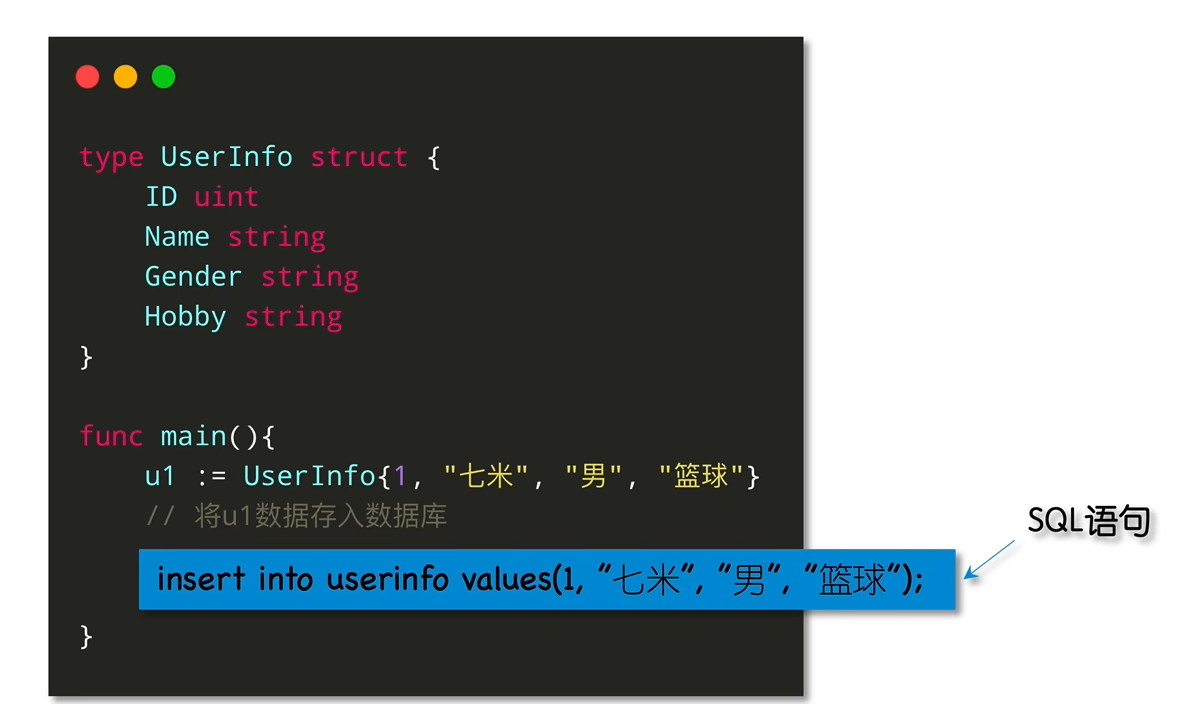 type UserInfo struct {
    ID uint
    Name string
    Gender string
    Hobby string
}
func main(){
    u1 := UserInfo{1, "七米", "男", "篮球"}
    // 将u1数据存入数据库
SQL语句
insert into userinfo values(1, "七米", "男", "篮球");
}